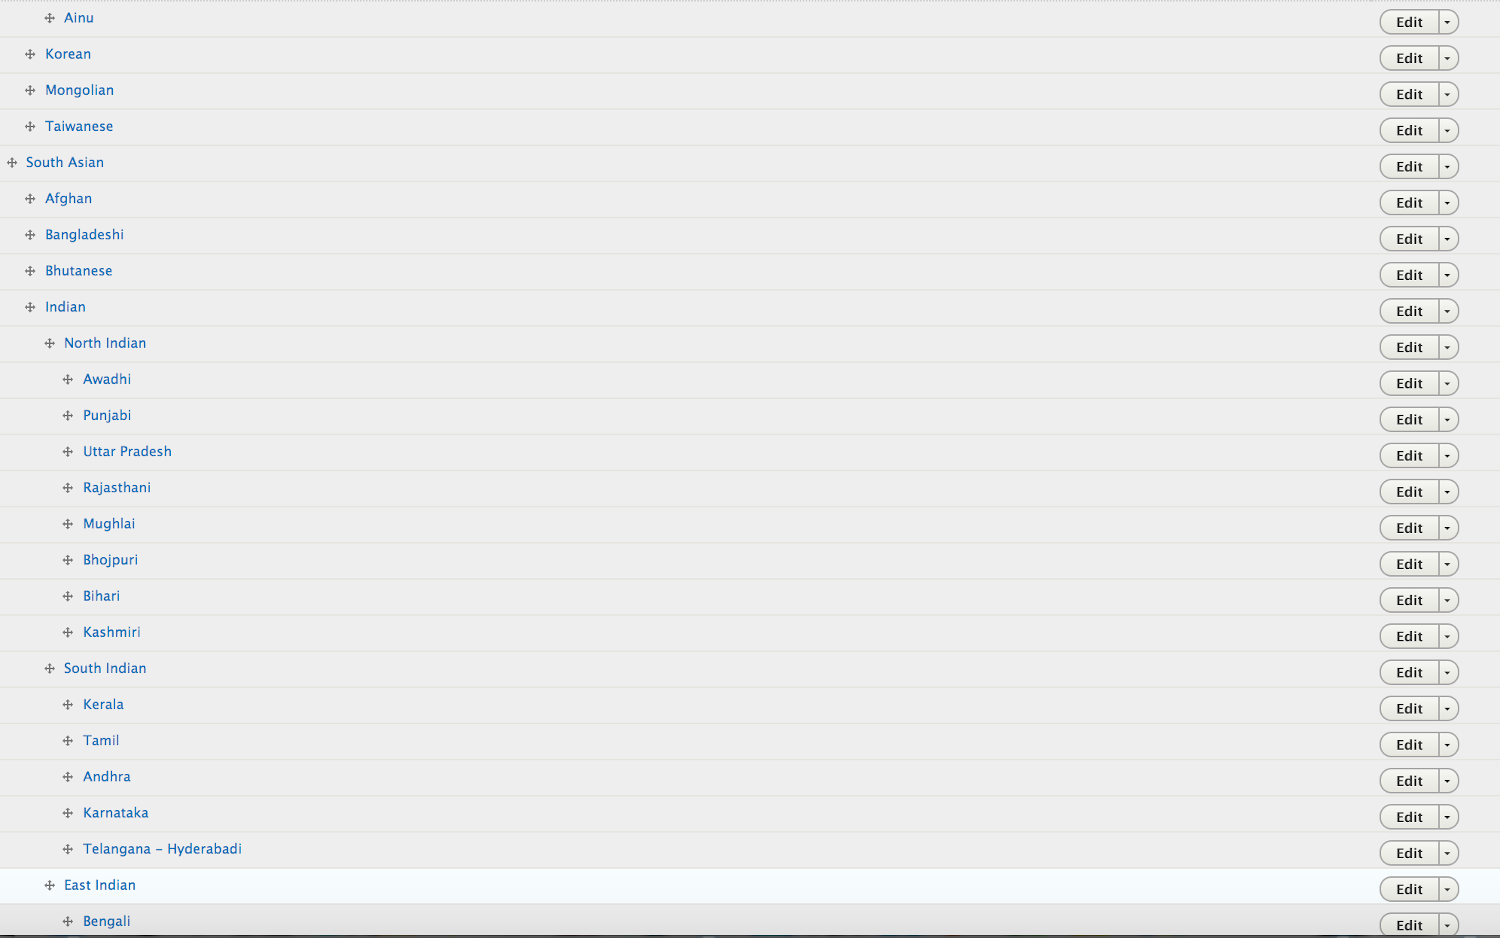 Ainu Edit
Korean Edit
Mongolian Edit
Taiwanese Edit
South Asian Edit
Afghan Edit
Bangladeshi Edit
Bhutanese Edit
Indian Edit
North Indian Edit
Awadhi Edit
Punjabi Edit
Uttar Pradesh Edit
Rajasthani Edit
Mughlai Edit
Bhojpuri Edit
Bihari Edit
Kashmiri Edit
South Indian Edit
Kerala Edit
Tamil Edit
Andhra Edit
Karnataka Edit
Telangana – Hyderabadi Edit
East Indian Edit
Bengali Edit